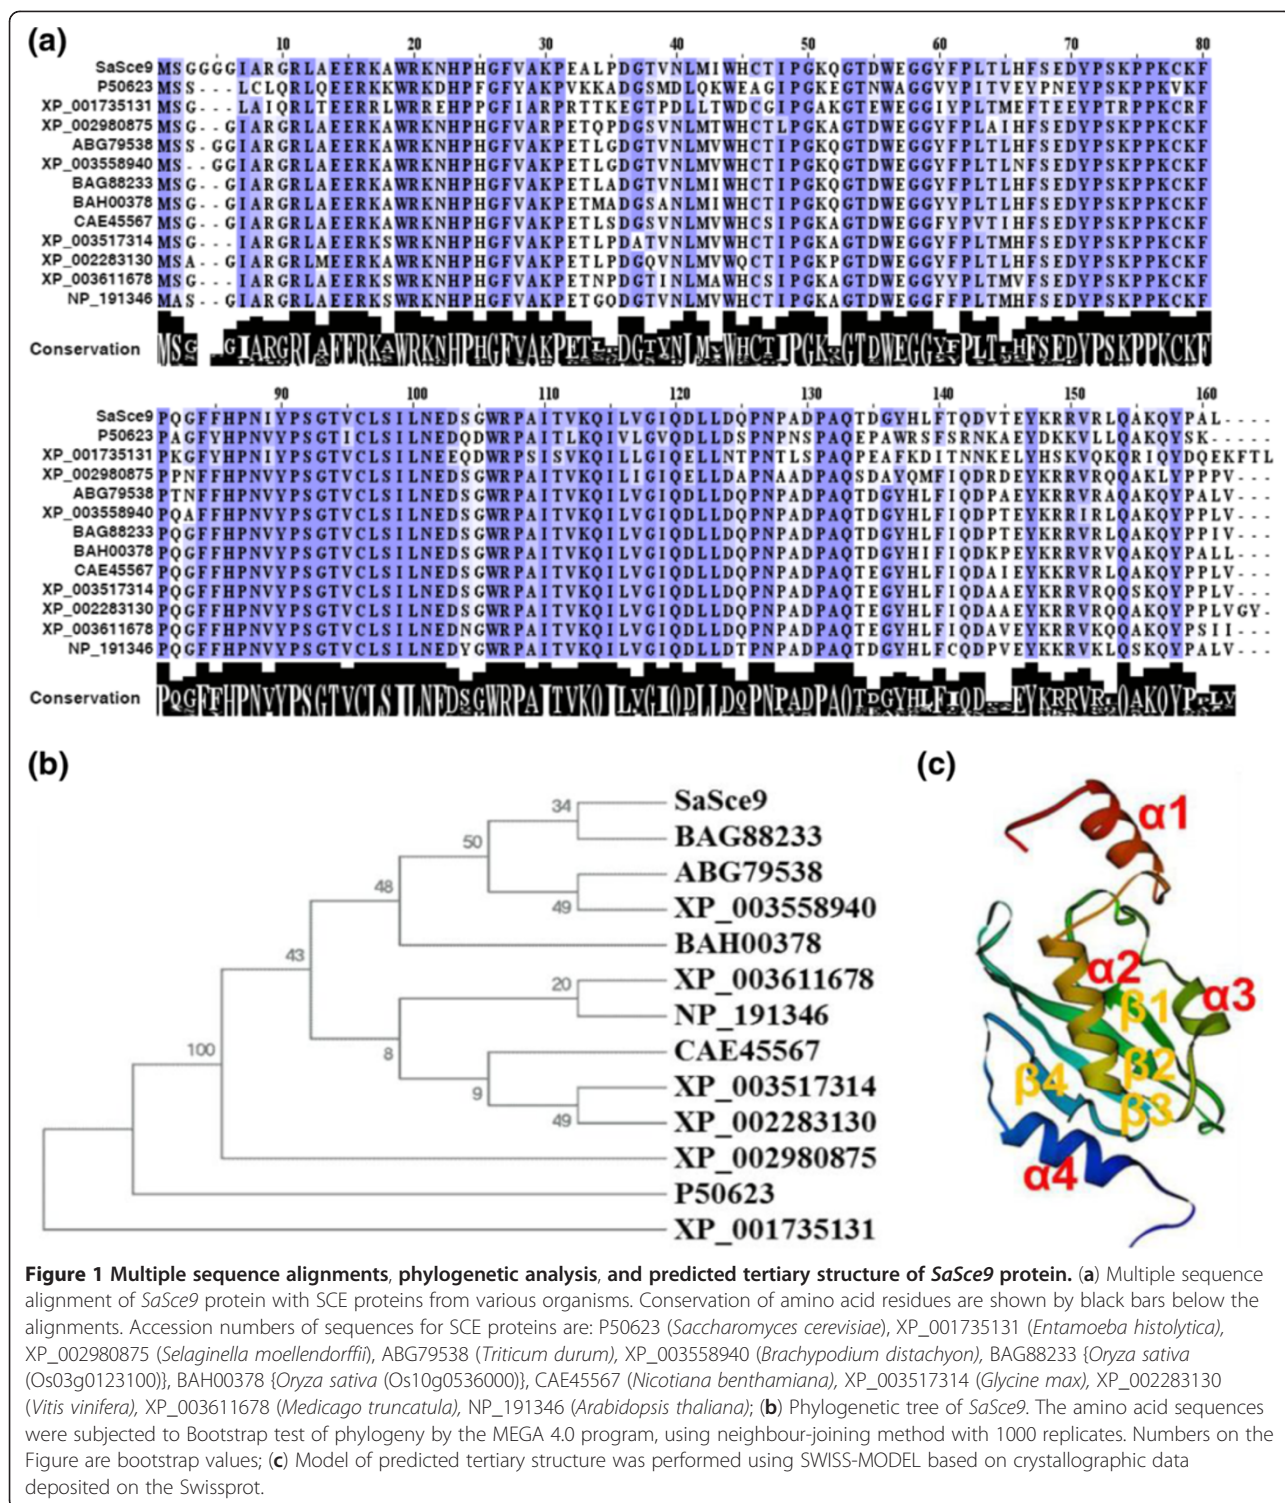 (a)
10 20 30 40 50 60 70 80
SaSce9 MSGGGGIARGRLAEERKAWRKNHPHGFVAKPEALPDGTVNLMIWHCTIPGKQGTDWEGGYFPLTLHFSEDYPSKPPKCKF
P50623 MSS---LCLQRLQEERKKWRKDHPFGFYAKPVKKADGSMDLQKWEAGIPGKEGTNWAGGVYPITVEYPNEYPSKPPKVKF
XP_001735131 MSG---LAIQRLTEERRLWRREHPPGFIARPRTTKEGTPDLLTWDCGIPGAKGTEWEGGIYPLTMEFTEEYPTRPPKCRF
XP_002980875 MSG--GIARGRLAEERKAWRKNHPHGFVARPETQPDGSVNLMTWHCTLPGKAGTDWEGGYFPLAIHFSEDYPSKPPKCKF
ABG79538 MSS-GGIARGRLAEERKAWRKNHPHGFVAKPETLGDGTVNLMVWHCTIPGKAGTDWEGGYFPLTLHFSEDYPSKPPKCKF
XP_003558940 MSS-GGIARGRLAEERKAWRKNHPHGFVAKPETLGDGTVNLMVWHCTIPGKQGTDWEGGYFPLTLNFSEDYPSKPPKCKF
BAG88233 MSG--GIARGRLAEERKAWRKNHPHGFVAKPETLADGTVNLMIWHCTIPGKQGTDWEGGYFPLTLHFSEDYPSKPPKCKF
BAH00378 MSG--GIARGRLAEERKAWRKNHPHGFVAKPETMADGSANLMIWHCTIPGKQGTDWEGGYFPLTLHFSEDYPSKPPKCKF
CAE45567 MSG--GIARGRLTEERKAWRKNHPHGFVAKPETLSDGSVNLMVWHCTIPGKAGTDWEGGFYPVTIHFSEDYPSKPPKCKF
XP_003517314 MSG---IARGRLAEERKSWRKNHPHGFVAKPETLPDATVNLMVWHCTIPGKAGTDWEGGYFPLTMHFSEDYPSKPPKCKF
XP_002283130 MSA--GIARGRLMEERKAWRKNHPHGFVAKPETLPDGQVNLMVWQCTIPGKPGTDWEGGYFPLTLHFSEDYPSKPPKCKF
XP_003611678 MSG---IARGRLAEERKSWRKNHPHGFVAKPETNPDGTINLMVWHCSIPGKAGTDWEGGYYPLTMVFSEDYPSKPPKCKF
NP_191346 MAS--GIARGRLAEERKSWRKNHPHGFVAKPETGQDGTVNLMVWHCTIPGKAGTDWEGGFFPLTMHFSEDYPSKPPKCKF
Conservation
90 100 110 120 130 140 150 160
SaSce9 PQGFFHPNIYPSGTVCLSILNEDSGWRPAITVKQILVGIQDLLDQPNPADPAQTDGYHLFTQDVTEYKRRVRLQAKQYPAL----
P50623 PAGFYHPNVYPSGTICLSILNEDQDWRPAITLKQIVLGVQDLLDSPNPNSPAQEPAWRSFSRNKAEYDKKVLLQAKQYSK-----
XP_001735131 PKGFYHPNIYPSGTVCLSILNEEQDWRPSISVKQILLGIQELLNTPNTLSPAQPEAFKDITNNKELYHSKVQKQRIQYDQEKFTL
XP_002980875 PPNFFHPNVYPSGTVCLSILNEDSGWRPAITVKQILLGIQELLDAPNAADPAQSDAYQMFIQDRDEYKRRVRQQAKLYPPPV---
ABG79538 PTNFFHPNVYPSGTVCLSILNEDSGWRPAITVKQILVGIQDLLDQPNPADPAQTDGYHLFIQDPAEYKRRVRLQAKQYPALV---
XP_003558940 PQAFFHPNVYPSGTVCLSILNEDSGWRPAITVKQILVGIQDLLDQPNPADPAQTDGYHLFIQDPTEYKRRIRLQAKQYPALV---
BAG88233 PQGFFHPNVYPSGTVCLSILNEDSGWRPAITVKQILVGIQDLLDQPNPADPAQTDGYHLFIQDPTEYKRRVRLQAKQYPPIV---
BAH00378 PQGFFHPNVYPSGTVCLSILNEDSGWRPAITVKQILVGIQDLLDQPNPADPAQTDGYHIFIQDKPEYKRRVRVQAKQYPALL---
CAE45567 PQGFFHPNVYPSGTVCLSILNEDSGWRPAITVKQILVGIQDLLDQPNPADPAQTEGYHLFIQDAIEYKKRVRLQAKQYPPLV---
XP_003517314 PQGFFHPNVYPSGTVCLSILNEDSGWRPAITVKQILVGIQDLLDQPNPADPAQTEGYHLFIQDAAEYKRRVRLQAKQYPPLV---
XP_002283130 PQGFFHPNVYPSGTVCLSILNEDSGWRPAITVKQILVGIQDLLDQPNPADPAQTDGYHLFIQDAAEYKRRVRQQSKQYPPLVGY-
XP_003611678 PQGFFHPNVYPSGTVCLSILNEDNGWRPAITVKQILVGIQDLLDQPNPADPAQTEGYHLFIQDAVEYKRRVKQQAKQYPSII---
NP_191346 PQGFFHPNVYPSGTVCLSILNEDYGWRPAITVKQILVGIQDLLDTPNPADPAQTDGYHLFCQDPVEYKKRVKLQSKQYPALV---
Conservation
(b)
34 SaSce9
BAG88233
50
ABG79538
49 XP_003558940
48
BAH00378
43
20 XP_003611678
NP_191346
8
CAE45567
9
XP_003517314
49 XP_002283130
100
XP_002980875
P50623
XP_001735131
(c)
α1
α2
β1
α3
β2
β4
β3
α4
Figure 1 Multiple sequence alignments, phylogenetic analysis, and predicted tertiary structure of SaSce9 protein. (a) Multiple sequence
alignment of SaSce9 protein with SCE proteins from various organisms. Conservation of amino acid residues are shown by black bars below the
alignments. Accession numbers of sequences for SCE proteins are: P50623 (Saccharomyces cerevisiae), XP_001735131 (Entamoeba histolytica),
XP_002980875 (Selaginella moellendorffii), ABG79538 (Triticum durum), XP_003558940 (Brachypodium distachyon), BAG88233 {Oryza sativa
(Os03g0123100)}, BAH00378 {Oryza sativa (Os10g0536000)}, CAE45567 (Nicotiana benthamiana), XP_003517314 (Glycine max), XP_002283130
(Vitis vinifera), XP_003611678 (Medicago truncatula), NP_191346 (Arabidopsis thaliana); (b) Phylogenetic tree of SaSce9. The amino acid sequences
were subjected to Bootstrap test of phylogeny by the MEGA 4.0 program, using neighbour-joining method with 1000 replicates. Numbers on the
Figure are bootstrap values; (c) Model of predicted tertiary structure was performed using SWISS-MODEL based on crystallographic data
deposited on the Swissprot.